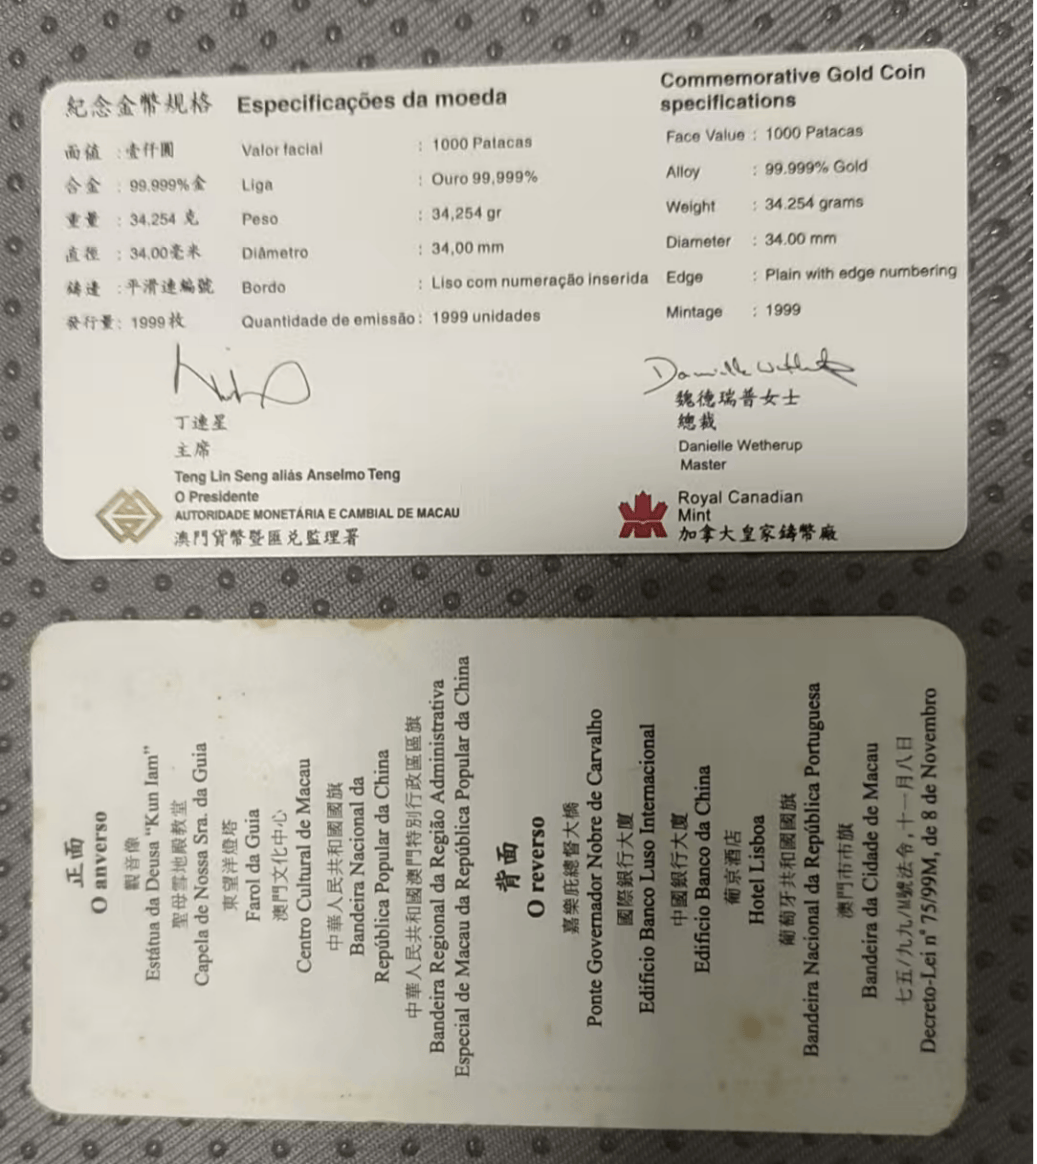 紀念金幣規格
面值 : 壹仟圓
合金 : 99.999%金
重量 : 34.254 克
直徑 : 34.00毫米
鑄邊 : 平滑連編號
發行量 : 1999 枚
Especificações da moeda
Valor facial : 1000 Patacas
Liga : Ouro 99,999%
Peso : 34,254 gr
Diâmetro : 34,00 mm
Bordo : Liso com numeração inserida
Quantidade de emissão : 1999 unidades
Commemorative Gold Coin
specifications
Face Value : 1000 Patacas
Alloy : 99.999% Gold
Weight : 34.254 grams
Diameter : 34.00 mm
Edge : Plain with edge numbering
Mintage : 1999
丁連星
主席
Teng Lin Seng aliás Anselmo Teng
O Presidente
AUTORIDADE MONETÁRIA E CAMBIAL DE MACAU
澳門貨幣暨匯兌監理署
Danielle Wetherup
魏德瑞普女士
總裁
Danielle Wetherup
Master
Royal Canadian
Mint
加拿大皇家鑄幣廠
正面
O anverso
觀音像
Estátua da Deusa "Kun Iam"
聖母雪地殿教堂
Capela de Nossa Sra. da Guia
東望洋燈塔
Farol da Guia
澳門文化中心
Centro Cultural de Macau
中華人民共和國國旗
Bandeira Nacional da
República Popular da China
中華人民共和國澳門特別行政區區旗
Bandeira Regional da Região Administrativa
Especial de Macau da República Popular da China
背面
O reverso
嘉樂庇總督大橋
Ponte Governador Nobre de Carvalho
國際銀行大廈
Edifício Banco Luso Internacional
中國銀行大廈
Edifício Banco da China
葡京酒店
Hotel Lisboa
葡萄牙共和國國旗
Bandeira Nacional da República Portuguesa
澳門市市旗
Bandeira da Cidade de Macau
七五/九九/M號法令,十一月八日
Decreto-Lei nº 75/99M, de 8 de Novembro